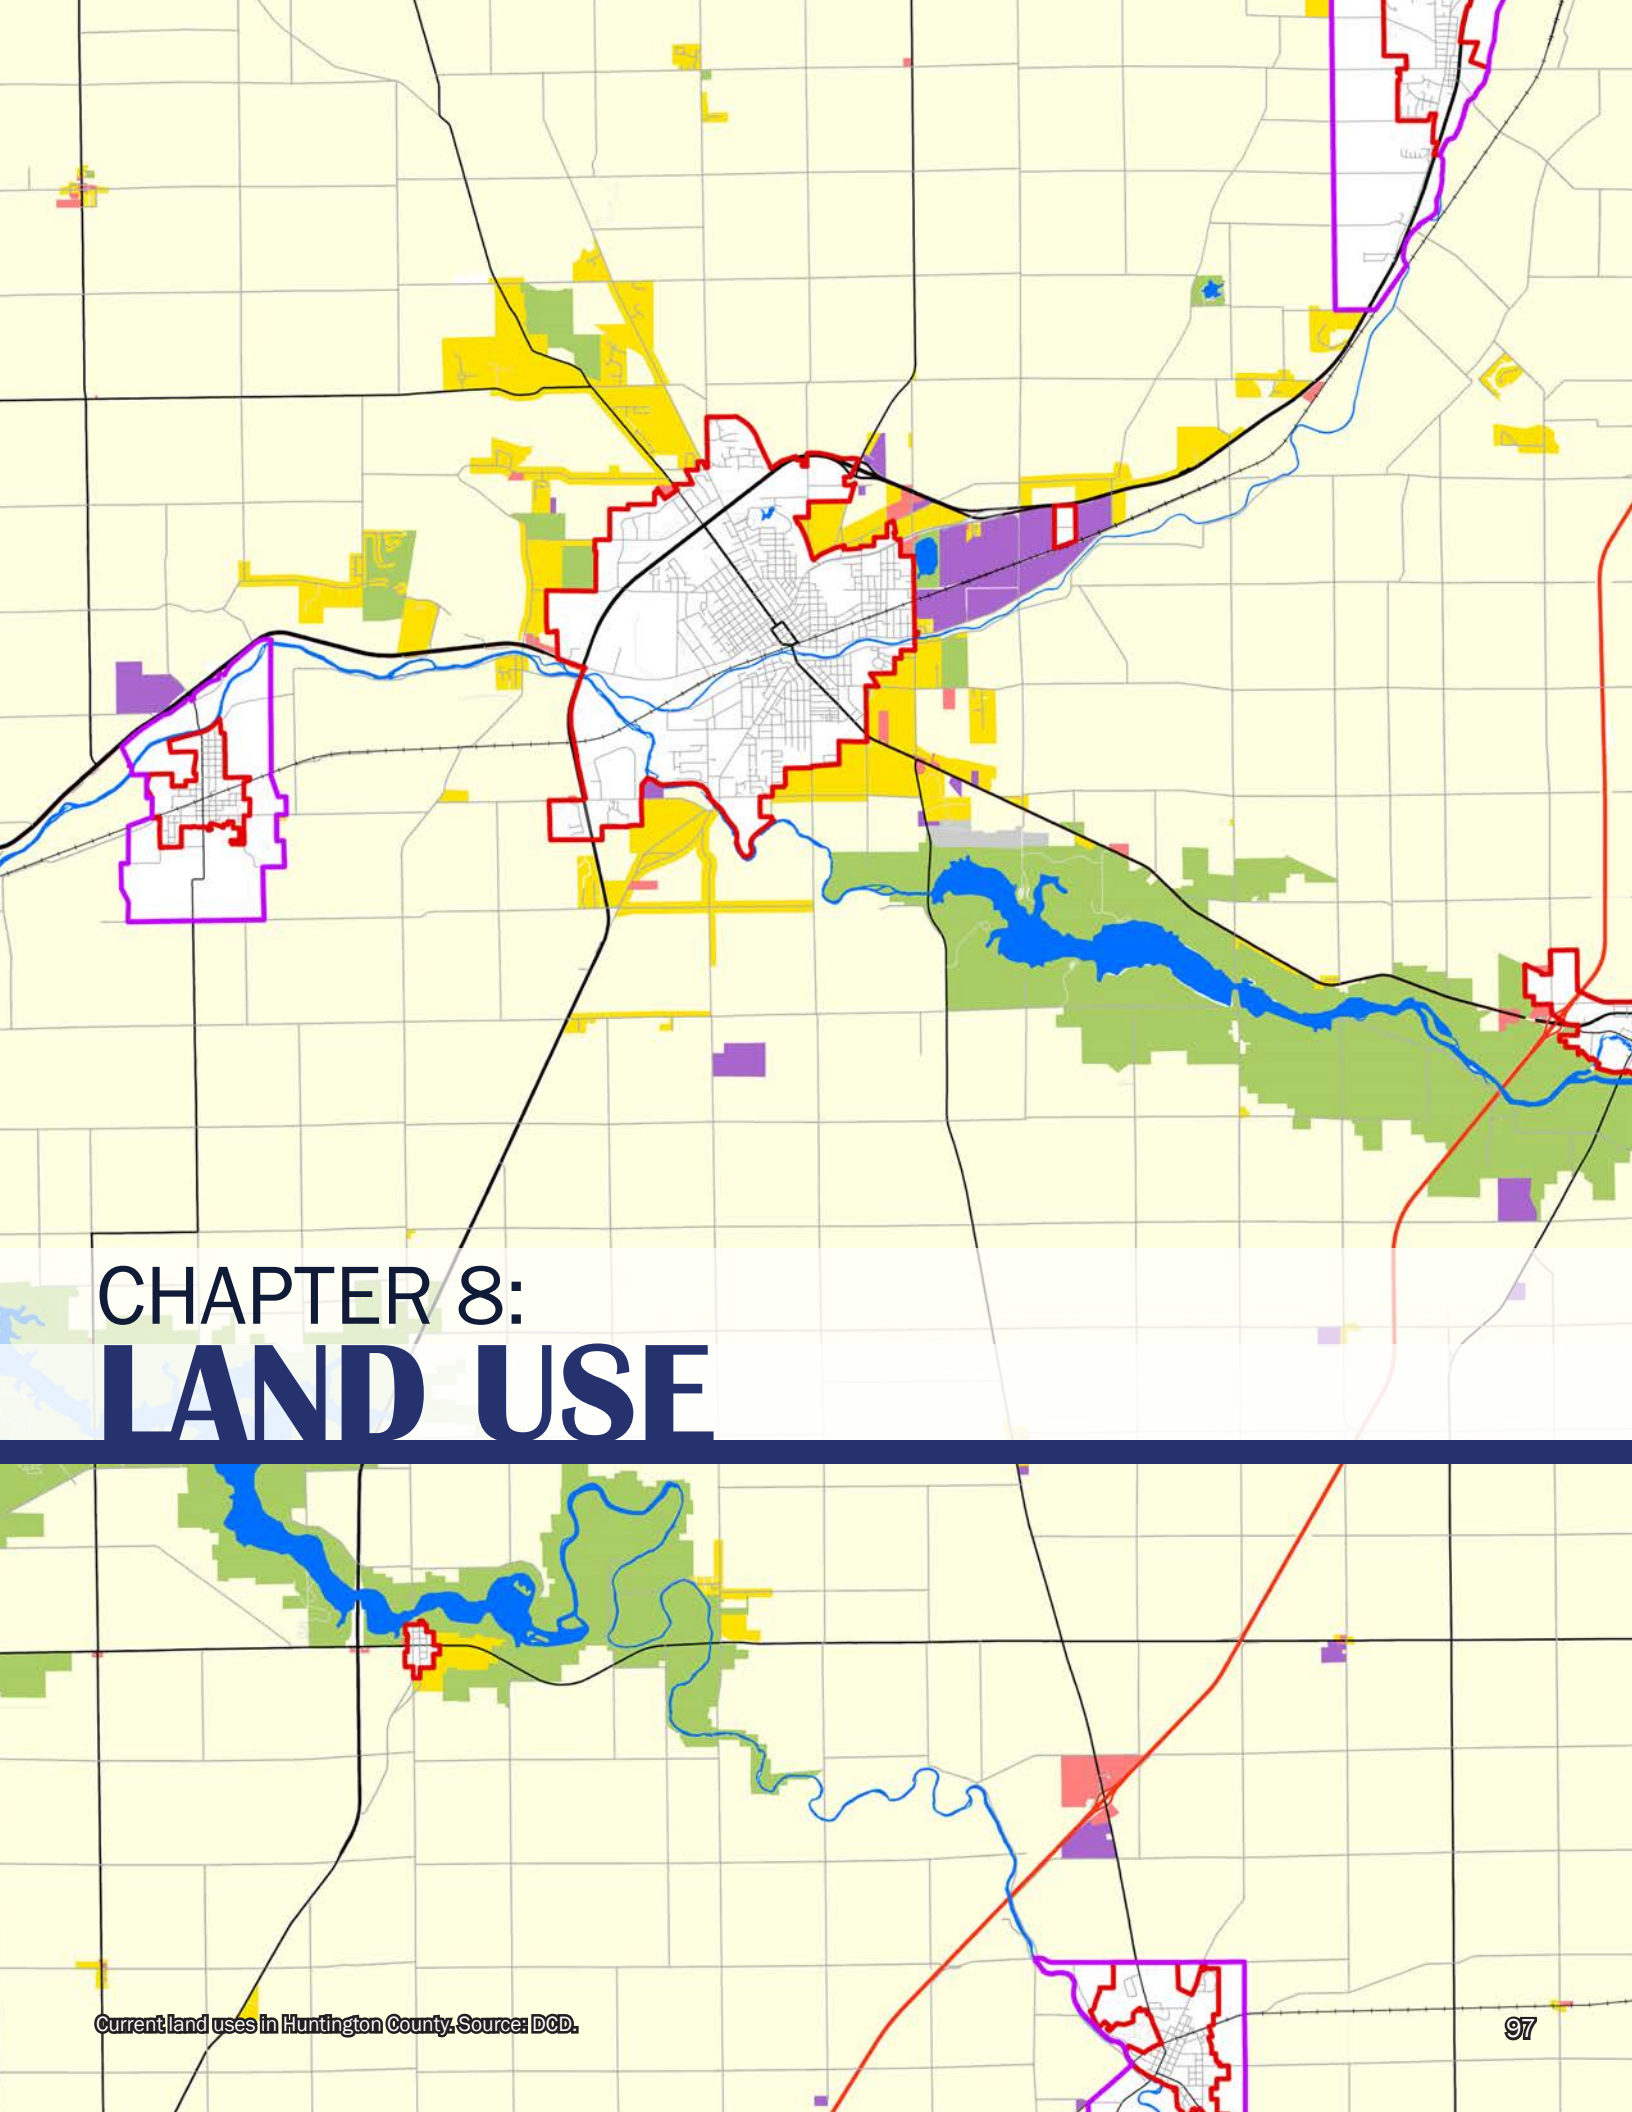 CHAPTER 8:
LAND USE
Current land uses in Huntington County. Source: DCD.
97